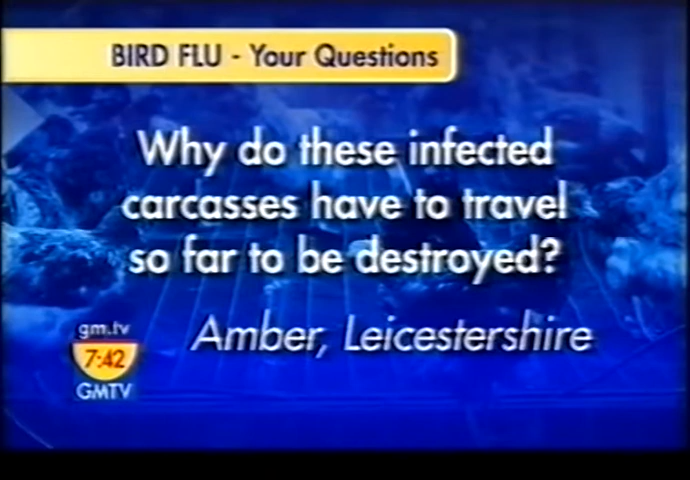 BIRD FLU - Your Questions
Why do these infected
carcasses have to travel
so far to be destroyed?
Amber, Leicestershire
gm.tv
7:42
GMTV